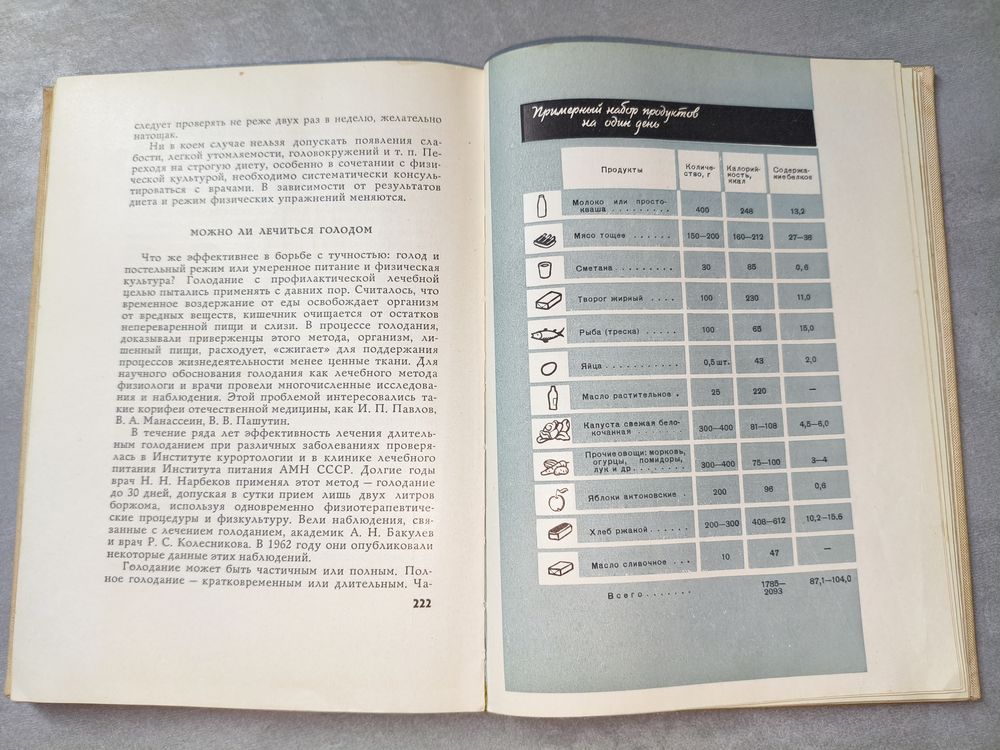 следует проверять не реже двух раз в неделю, желательно
натощак.
Ни в коем случае нельзя допускать появления сла-
бости, легкой утомляемости, головокружений и т. п. Пе-
реходя на строгую диету, особенно в сочетании с физи-
ческой культурой, необходимо систематически консуль-
тироваться с врачами. В зависимости от результатов
диета и режим физических упражнений меняются.
МОЖНО ЛИ ЛЕЧИТЬСЯ ГОЛОДОМ
Что же эффективнее в борьбе с тучностью: голод и
постельный режим или умеренное питание и физическая
культура? Голодание с профилактической лечебной
целью пытались применять с давних пор. Считалось, что
временное воздержание от еды освобождает организм
от вредных веществ, кишечник очищается от остатков
непереваренной пищи и слизи. В процессе голодания,
доказывали приверженцы этого метода, организм, ли-
шенный пищи, расходует, «сжигает» для поддержания
процессов жизнедеятельности менее ценные ткани. Для
научного обоснования голодания как лечебного метода
физиологи и врачи провели многочисленные исследова-
ния и наблюдения. Этой проблемой интересовались та-
кие корифеи отечественной медицины, как И. П. Павлов,
В. А. Манассеин, В. В. Пашутин.
В течение ряда лет эффективность лечения длитель-
ным голоданием при различных заболеваниях проверя-
лась в Институте курортологии и в клинике лечебного
питания Института питания АМН СССР. Долгие годы
врач Н. Н. Нарбеков применял этот метод — голодание
до 30 дней, допуская в сутки прием лишь двух литров
боржома, используя одновременно физиотерапевтиче-
ские процедуры и физкультуру. Вели наблюдения, свя-
занные с лечением голоданием, академик А. Н. Бакулев
и врач Р. С. Колесникова. В 1962 году они опубликовали
некоторые данные этих наблюдений.
Голодание может быть частичным или полным. Пол-
ное голодание — кратковременным или длительным. Ча-
222
Примерный набор продуктов
на один день
Продукты Количе-ство, г Калорий-кость, ккал Содержа-ние белков
Молоко или просто-
кваша ......... 400 248 13,2
Мясо тощее ...... 150—200 160—212 27—36
Сметана ......... 30 85 0,6
Творог жирный .... 100 230 11,0
Рыба (треска) ...... 100 65 15,0
Яйца ......... 0,5 шт. 43 2,0
Масло растительное . 25 220 —
Капуста свежая бело-
кочанная ....... 300—400 81—108 4,5—6,0
Прочие овощи: морковь,
огурцы, помидоры,
лук и др ........ 300—400 75—100 3—4
Яблоки антоновские . 200 96 0,6
Хлеб ржаной ...... 200—300 408—612 10,2—15.6
Масло сливочное ... 10 47 —
Всего ....... 1785—2093 87,1—104,0